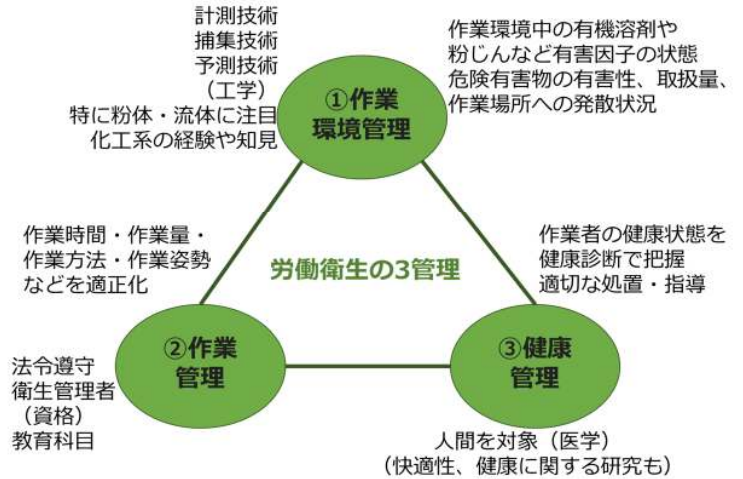 計測技術
捕集技術
予測技術
（工学）
特に粉体・流体に注目
化工系の経験や知見
作業環境中の有機溶剤や
粉じんなど有害因子の状態
危険有害物の有害性、取扱量、
作業場所への発散状況
①作業
環境管理
作業時間・作業量・
作業方法・作業姿勢
などを適正化
労働衛生の3管理
作業者の健康状態を
健康診断で把握
適切な処置・指導
②作業
管理
③健康
管理
法令遵守
衛生管理者
（資格）
教育科目
人間を対象（医学）
（快適性、健康に関する研究も）